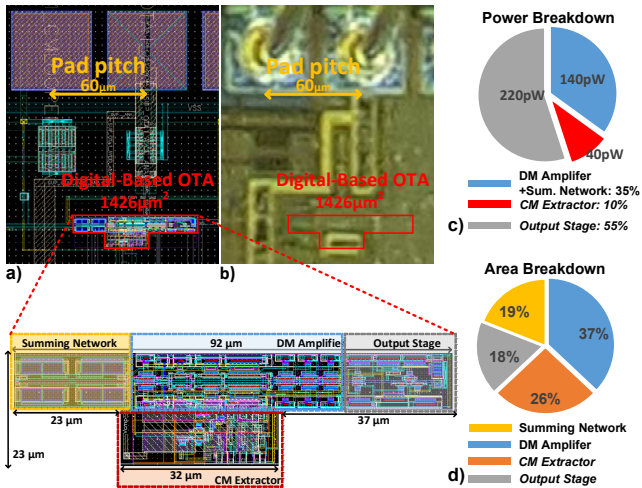 Pad pitch
60μm
VSS
Digital-Based OTA
1426μm²
a)
Pad pitch
60μm
Digital-Based OTA
1426μm²
b)
Power Breakdown
140pW
220pW
40pW
DM Amplifer
+Sum. Network: 35%
CM Extractor: 10%
Output Stage: 55%
c)
Summing Network
92 μm
DM Amplifie
Output Stage
23 μm
37 μm
23 μm
32 μm
CM Extractor
Area Breakdown
19%
37%
18%
26%
Summing Network
DM Amplifer
CM Extractor
Output Stage
d)